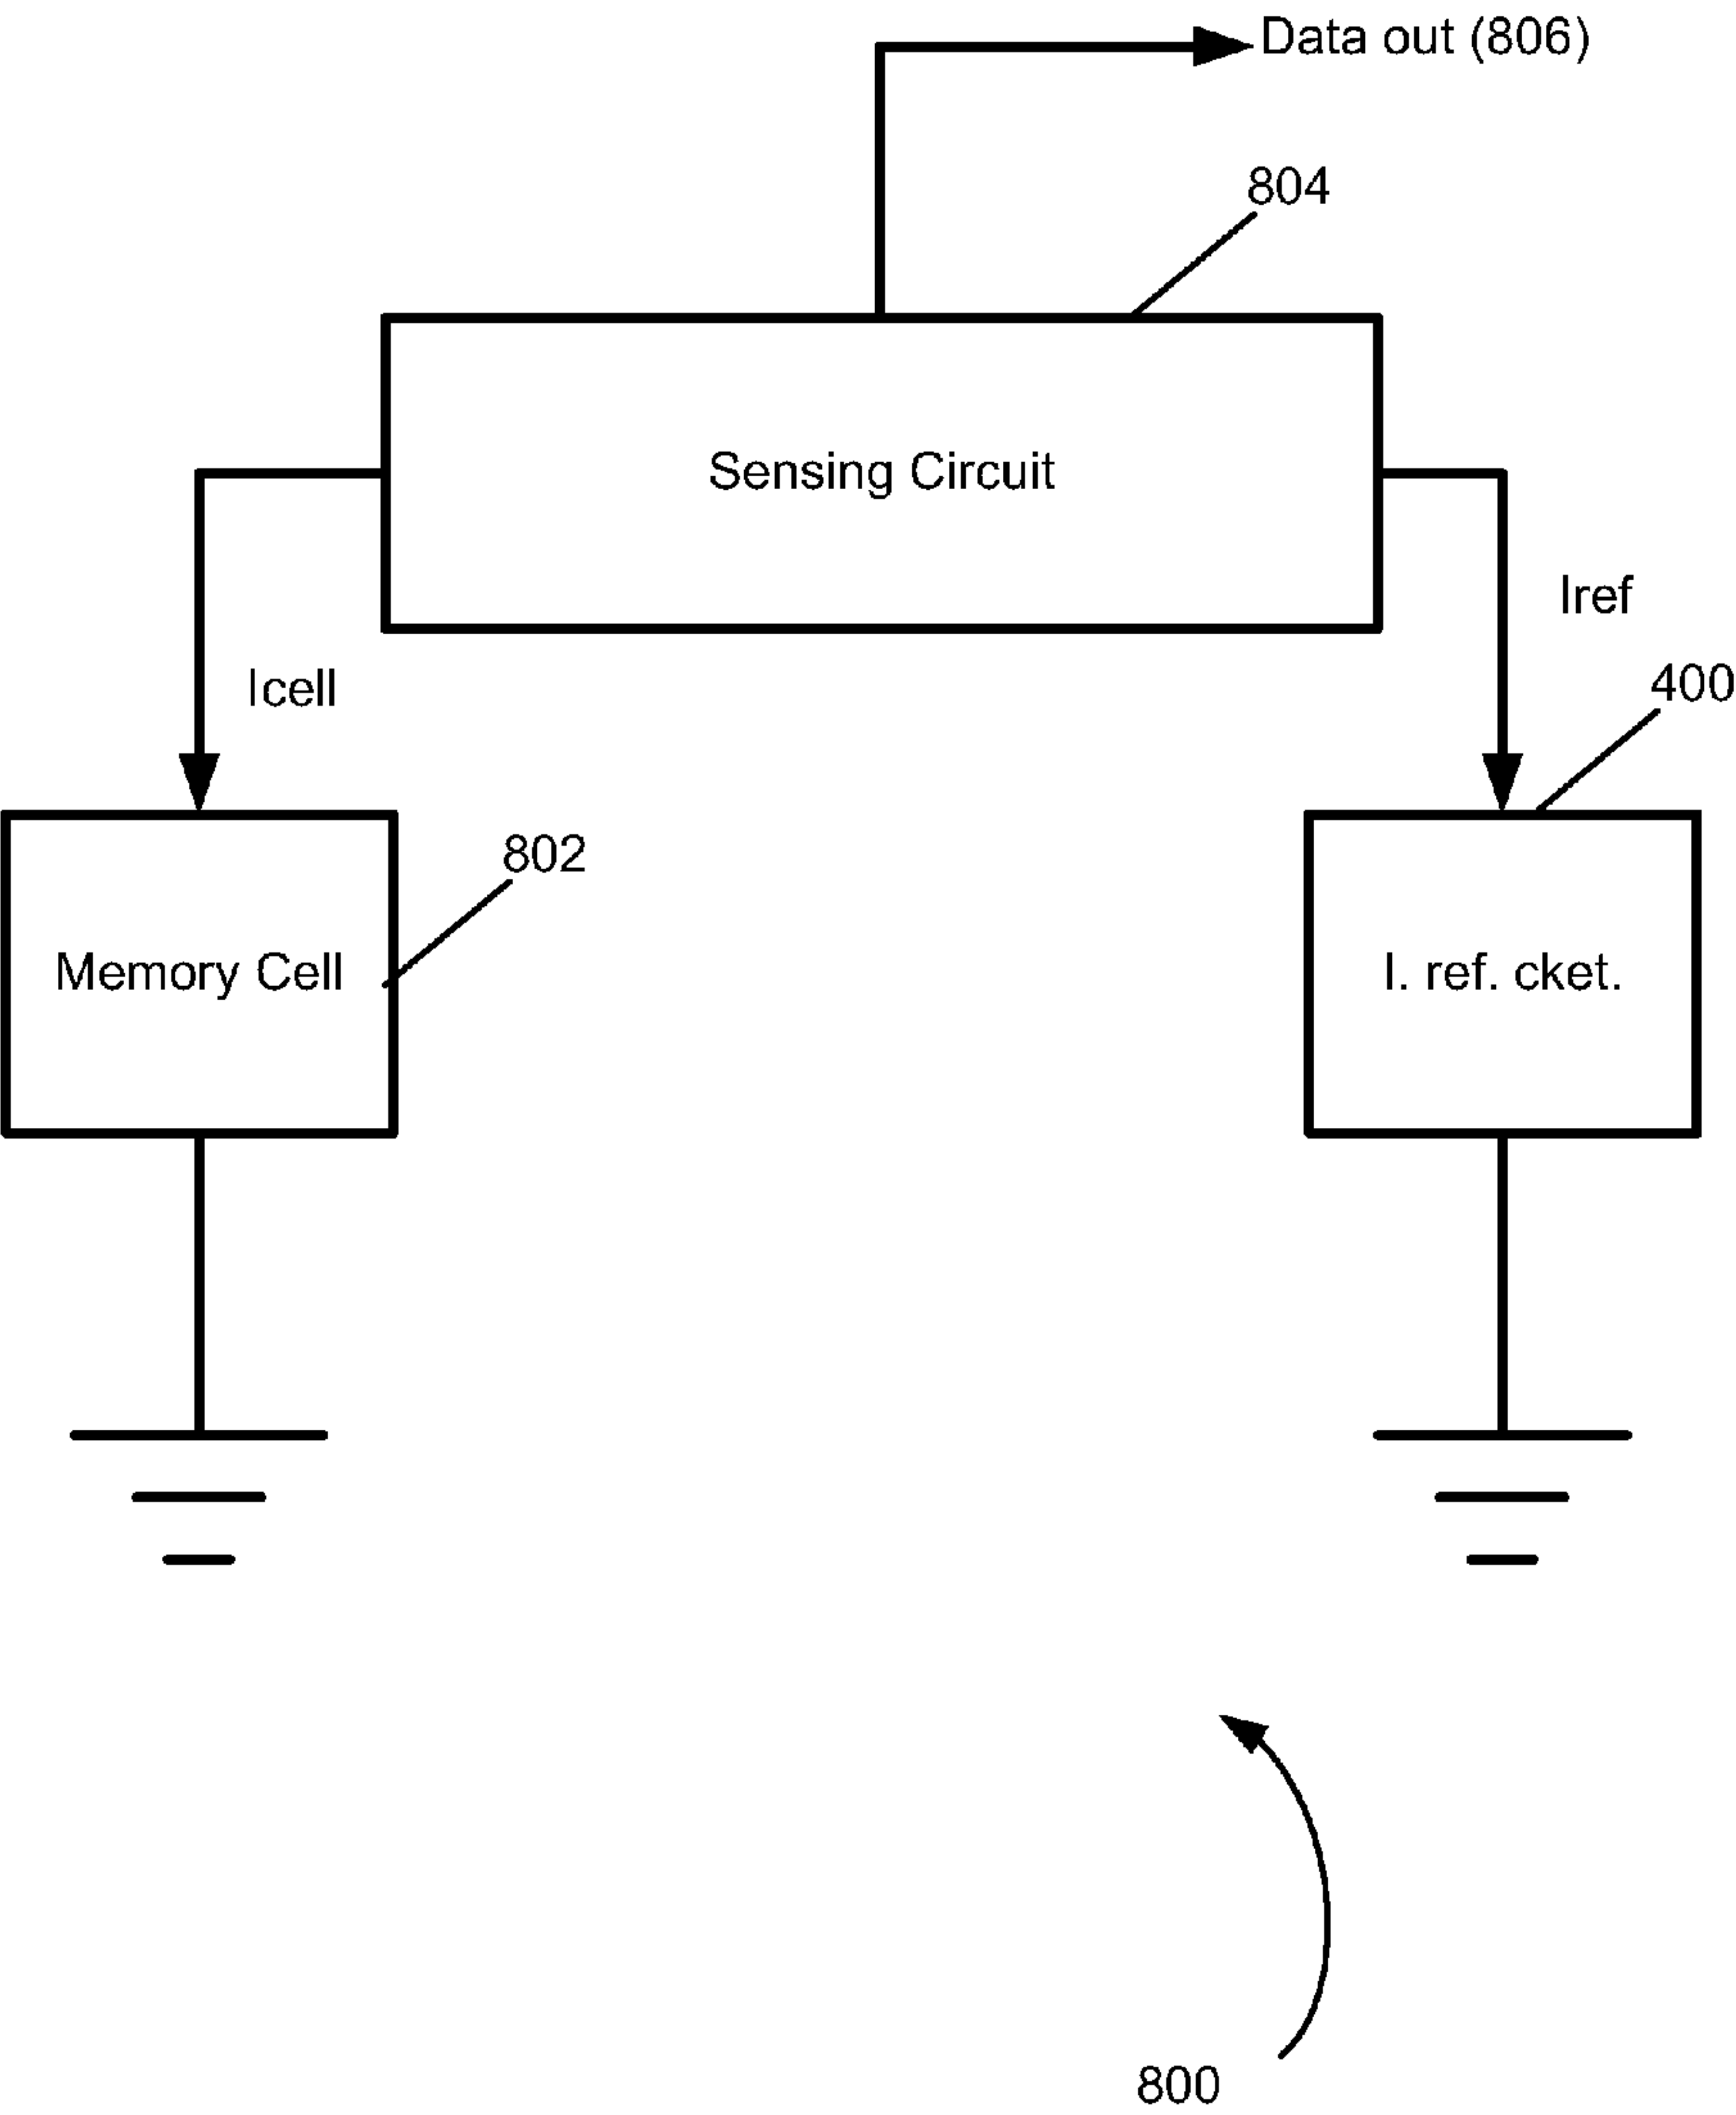 Data out (806)
804
Sensing Circuit
Iref
Icell
400
802
Memory Cell
I. ref. cket.
800